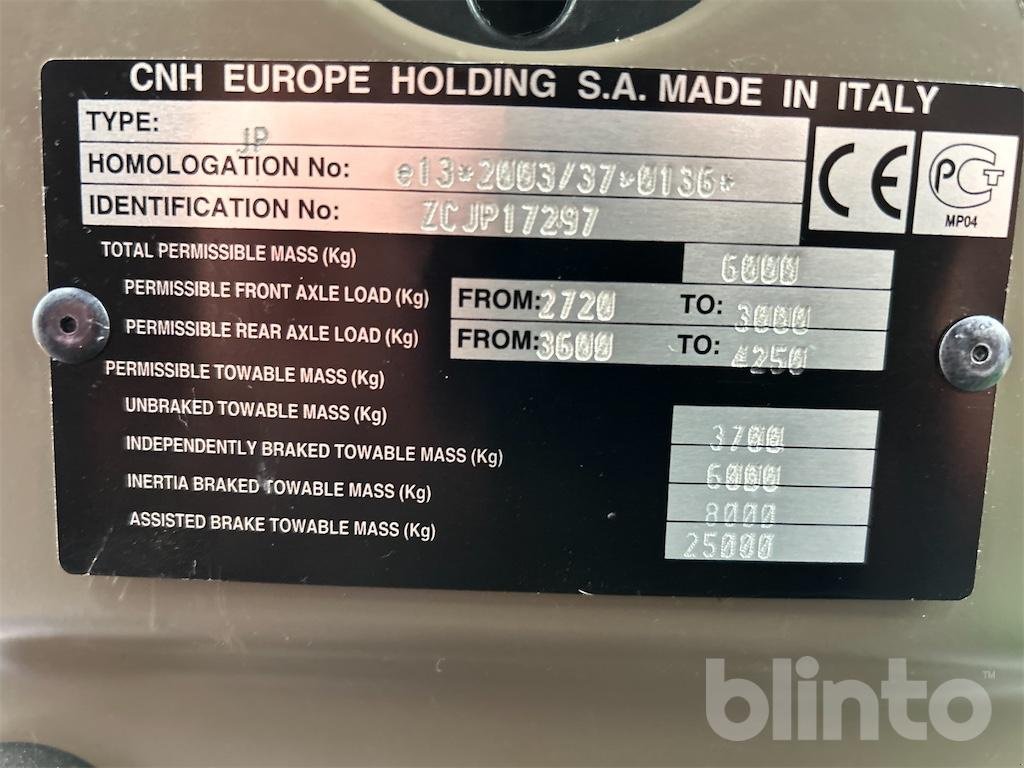 CNH EUROPE HOLDING S.A. MADE IN ITALY
TYPE: JP
HOMOLOGATION No: e13*2003/37*0136*
IDENTIFICATION No: ZCJP17297
CE
PCT
MP04
TOTAL PERMISSIBLE MASS (Kg) 6000
PERMISSIBLE FRONT AXLE LOAD (Kg) FROM: 2720 TO: 3000
PERMISSIBLE REAR AXLE LOAD (Kg) FROM: 3600 TO: 4250
PERMISSIBLE TOWABLE MASS (Kg)
UNBRAKED TOWABLE MASS (Kg) 3700
INDEPENDENTLY BRAKED TOWABLE MASS (Kg) 6000
INERTIA BRAKED TOWABLE MASS (Kg) 8000
ASSISTED BRAKE TOWABLE MASS (Kg) 25000
blinto™